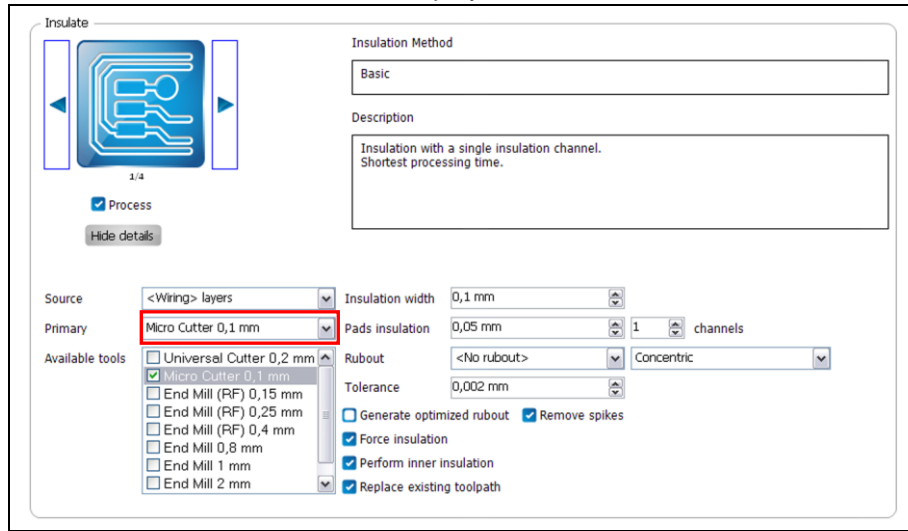 Insulate
Insulation Method
Basic
Description
Insulation with a single insulation channel.
Shortest processing time.
1/4
Process
Hide details
Source <Wiring> layers Insulation width 0,1 mm
Primary Micro Cutter 0,1 mm Pads insulation 0,05 mm 1 channels
Available tools Universal Cutter 0,2 mm Rubout <No rubout> Concentric
Micro Cutter 0,1 mm
End Mill (RF) 0,15 mm Tolerance 0,002 mm
End Mill (RF) 0,25 mm Generate optimized rubout Remove spikes
End Mill (RF) 0,4 mm Force insulation
End Mill 0,8 mm
End Mill 1 mm Perform inner insulation
End Mill 2 mm Replace existing toolpath